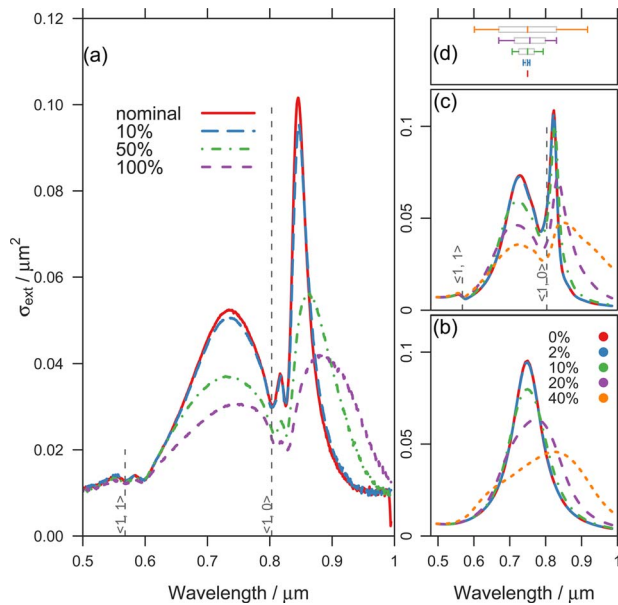 (a)
nominal
10%
50%
100%
0.12
0.10
0.08
0.06
0.04
0.02
0.00
σext / μm²
<1, 1>
<1, 0>
0.5 0.6 0.7 0.8 0.9 1
Wavelength / μm
(d)
(c)
0.1
0.05
0
<1, 1>
<1, 0>
(b)
0%
2%
10%
20%
40%
0.1
0.05
0
0.5 0.6 0.7 0.8 0.9 1
Wavelength / μm